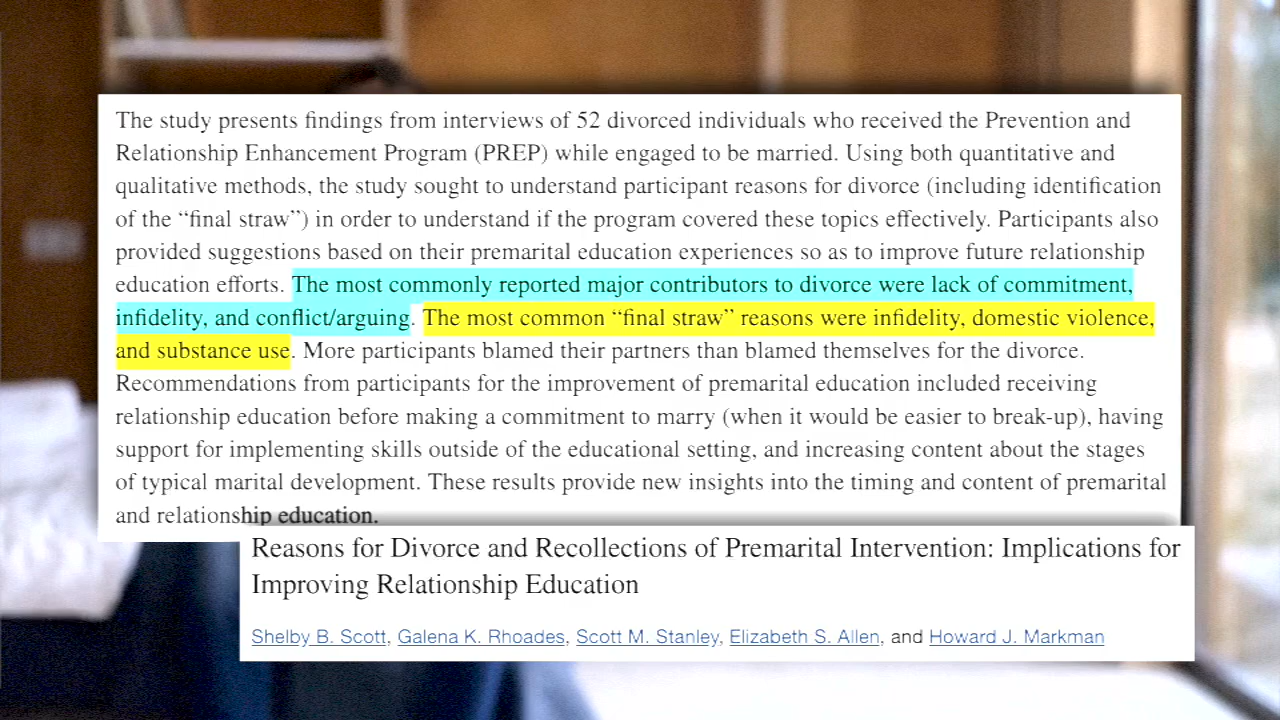 The study presents findings from interviews of 52 divorced individuals who received the Prevention and
Relationship Enhancement Program (PREP) while engaged to be married. Using both quantitative and
qualitative methods, the study sought to understand participant reasons for divorce (including identification
of the “final straw”) in order to understand if the program covered these topics effectively. Participants also
provided suggestions based on their premarital education experiences so as to improve future relationship
education efforts. The most commonly reported major contributors to divorce were lack of commitment,
infidelity, and conflict/arguing. The most common “final straw” reasons were infidelity, domestic violence,
and substance use. More participants blamed their partners than blamed themselves for the divorce.
Recommendations from participants for the improvement of premarital education included receiving
relationship education before making a commitment to marry (when it would be easier to break-up), having
support for implementing skills outside of the educational setting, and increasing content about the stages
of typical marital development. These results provide new insights into the timing and content of premarital
and relationship education.
Reasons for Divorce and Recollections of Premarital Intervention: Implications for
Improving Relationship Education
Shelby B. Scott, Galena K. Rhoades, Scott M. Stanley, Elizabeth S. Allen, and Howard J. Markman